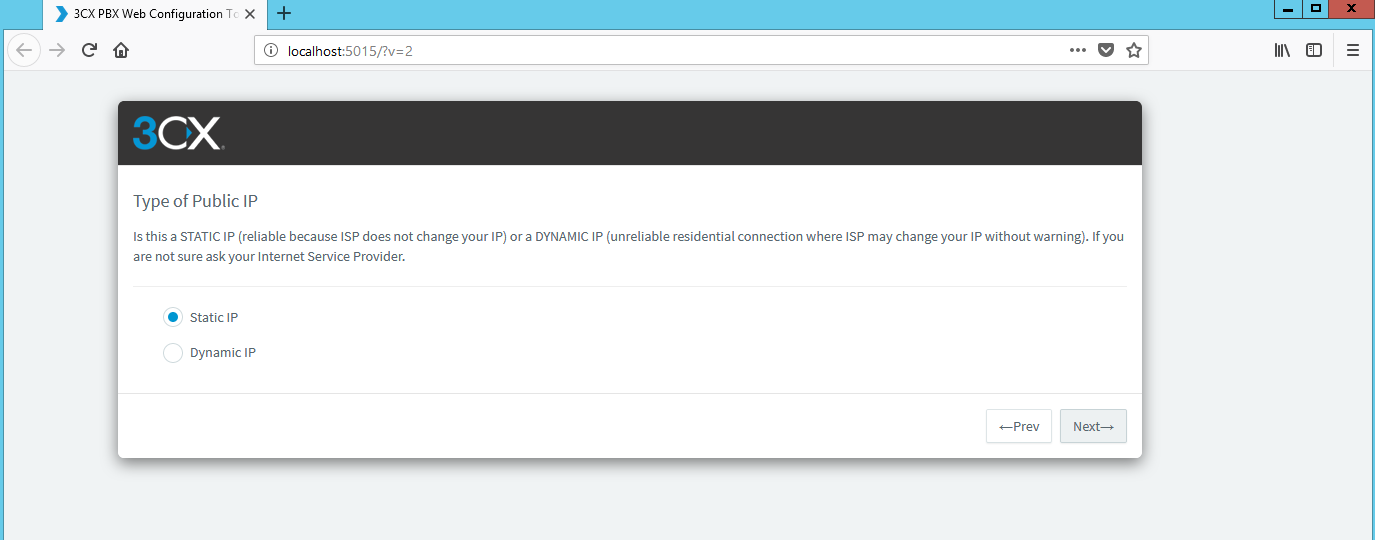 3CX PBX Web Configuration To
localhost:5015/?v=2
3CX
Type of Public IP
Is this a STATIC IP (reliable because ISP does not change your IP) or a DYNAMIC IP (unreliable residential connection where ISP may change your IP without warning). If you
are not sure ask your Internet Service Provider.
Static IP
Dynamic IP
←Prev
Next→